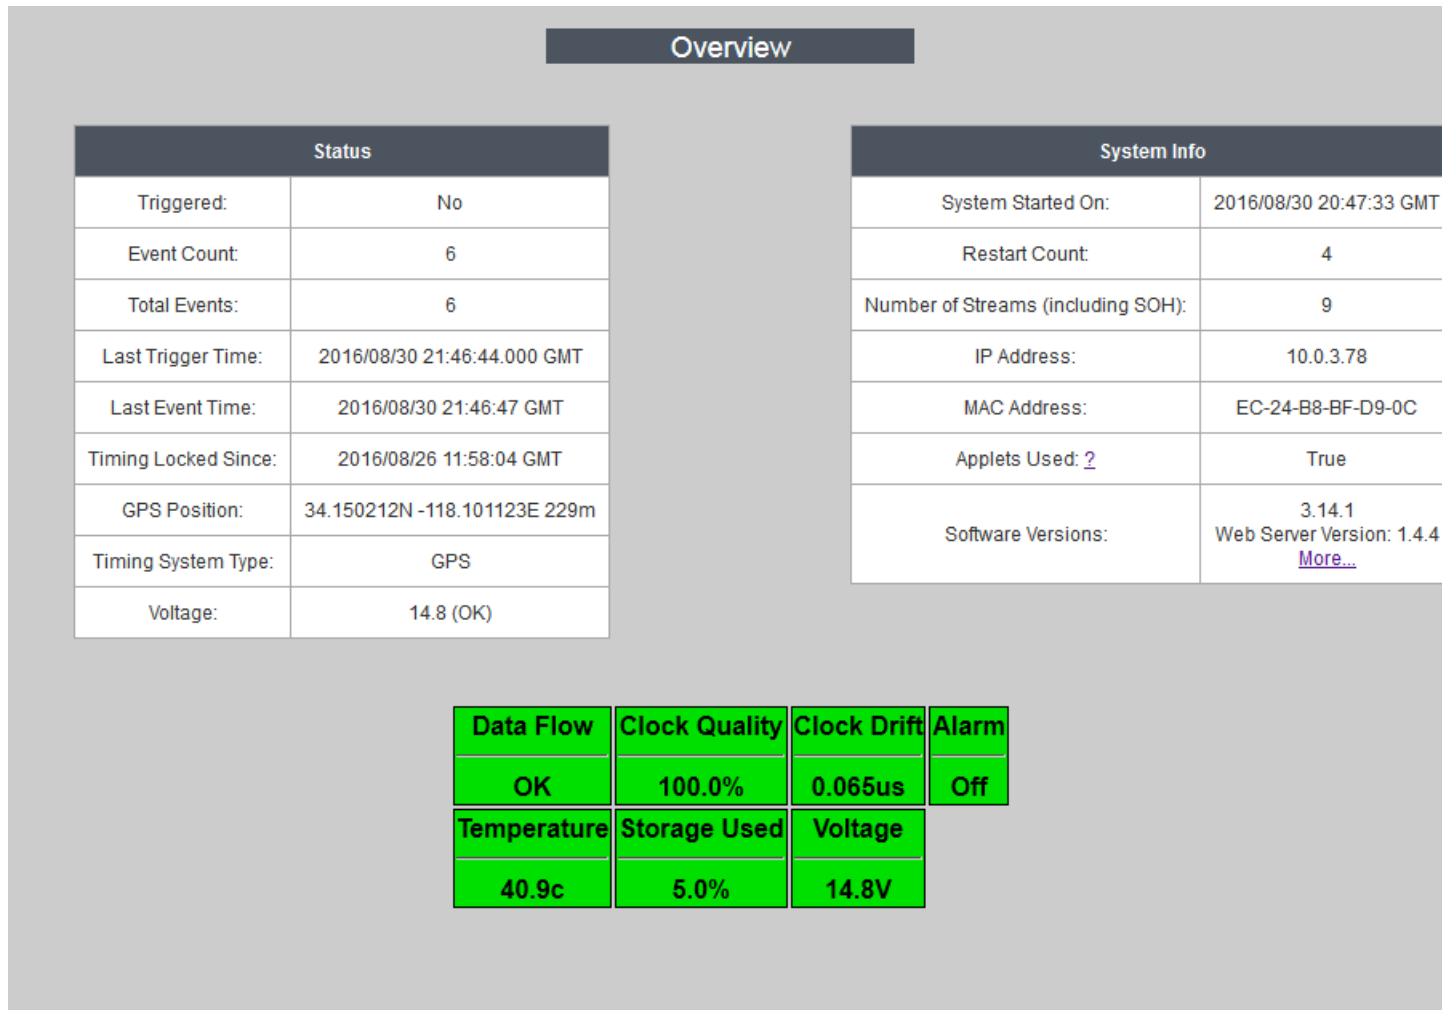 Overview
Status
Triggered: No
Event Count: 6
Total Events: 6
Last Trigger Time: 2016/08/30 21:46:44.000 GMT
Last Event Time: 2016/08/30 21:46:47 GMT
Timing Locked Since: 2016/08/26 11:58:04 GMT
GPS Position: 34.150212N -118.101123E 229m
Timing System Type: GPS
Voltage: 14.8 (OK)
System Info
System Started On: 2016/08/30 20:47:33 GMT
Restart Count: 4
Number of Streams (including SOH): 9
IP Address: 10.0.3.78
MAC Address: EC-24-B8-BF-D9-0C
Applets Used: ? True
Software Versions: 3.14.1
Web Server Version: 1.4.4
More...
Data Flow Clock Quality Clock Drift Alarm
OK 100.0% 0.065us Off
Temperature Storage Used Voltage
40.9c 5.0% 14.8V